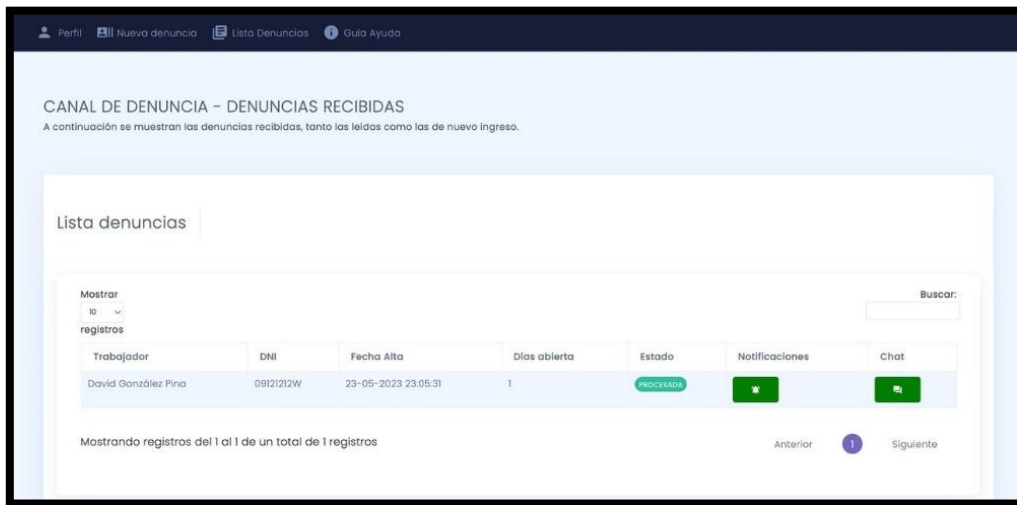 Perfil Nueva denuncia Lista Denuncias Guía Ayuda
CANAL DE DENUNCIA - DENUNCIAS RECIBIDAS
A continuación se muestran las denuncias recibidas, tanto las leidas como las de nuevo ingreso.
Lista denuncias
Mostrar
10
registros
Buscar:
Trabajador DNI Fecha Alta Días abierta Estado Notificaciones Chat
David González Pina 09121212W 23-05-2023 23:05:31 1 PROCESADA
Mostrando registros del 1 al 1 de un total de 1 registros
Anterior 1 Siguiente